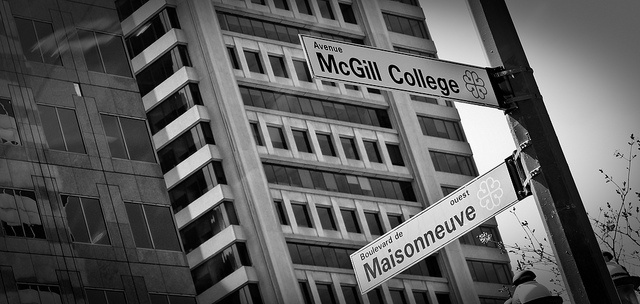 Avenue
McGill College
Boulevard de
Maisonneuve
ouest